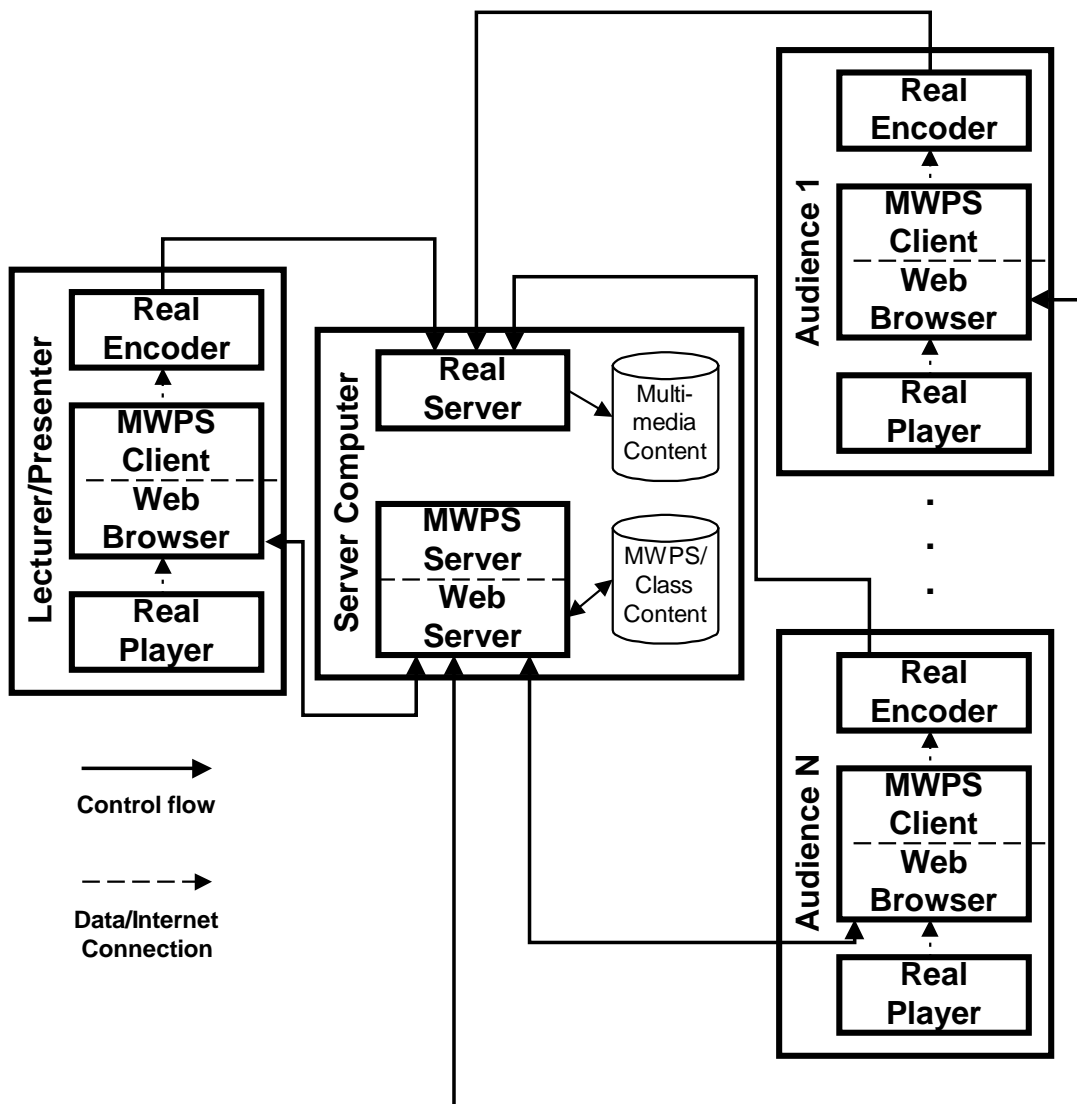 Lecturer/Presenter
Real
Encoder
MWPS
Client
Web
Browser
Real
Player
Server Computer
Real
Server
Multi-
media
Content
MWPS
Server
Web
Server
MWPS/
Class
Content
Audience 1
Real
Encoder
MWPS
Client
Web
Browser
Real
Player
.
.
.
Audience N
Real
Encoder
MWPS
Client
Web
Browser
Real
Player
Control flow
Data/Internet
Connection